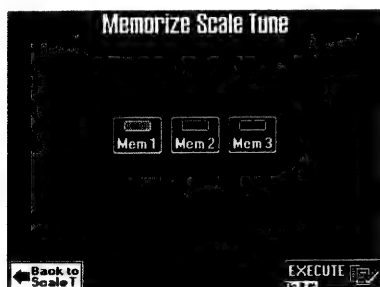 Memorize Scale Tune
Mem 1
Mem 2
Mem 3
Back to
Scale T
EXECUTE